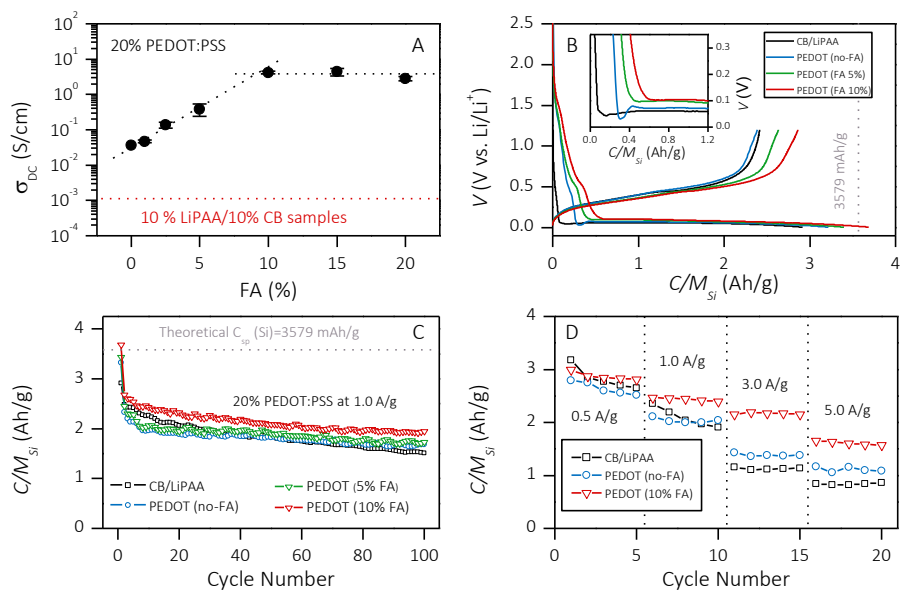 20% PEDOT:PSS
A
10² 10¹ 10⁰ 10⁻¹ 10⁻² 10⁻³ 10⁻⁴
σDC (S/cm)
10 % LiPAA/10% CB samples
0 5 10 15 20
FA (%)
B
CB/LiPAA
PEDOT (no-FA)
PEDOT (FA 5%)
PEDOT (FA 10%)
0.3 0.2 0.1 0.0
V (V)
0.0 0.4 0.8 1.2
C/MSi (Ah/g)
2.5 2.0 1.5 1.0 0.5 0.0
V (V vs. Li/Li⁺)
3579 mAh/g
0 1 2 3 4
C/MSi (Ah/g)
C
Theoretical Csp (Si)=3579 mAh/g
20% PEDOT:PSS at 1.0 A/g
4 3 2 1 0
C/MSi (Ah/g)
CB/LiPAA
PEDOT (no-FA)
PEDOT (5% FA)
PEDOT (10% FA)
0 20 40 60 80 100
Cycle Number
D
0.5 A/g
1.0 A/g
3.0 A/g
5.0 A/g
4 3 2 1 0
C/MSi (Ah/g)
CB/LiPAA
PEDOT (no-FA)
PEDOT (10% FA)
0 5 10 15 20
Cycle Number